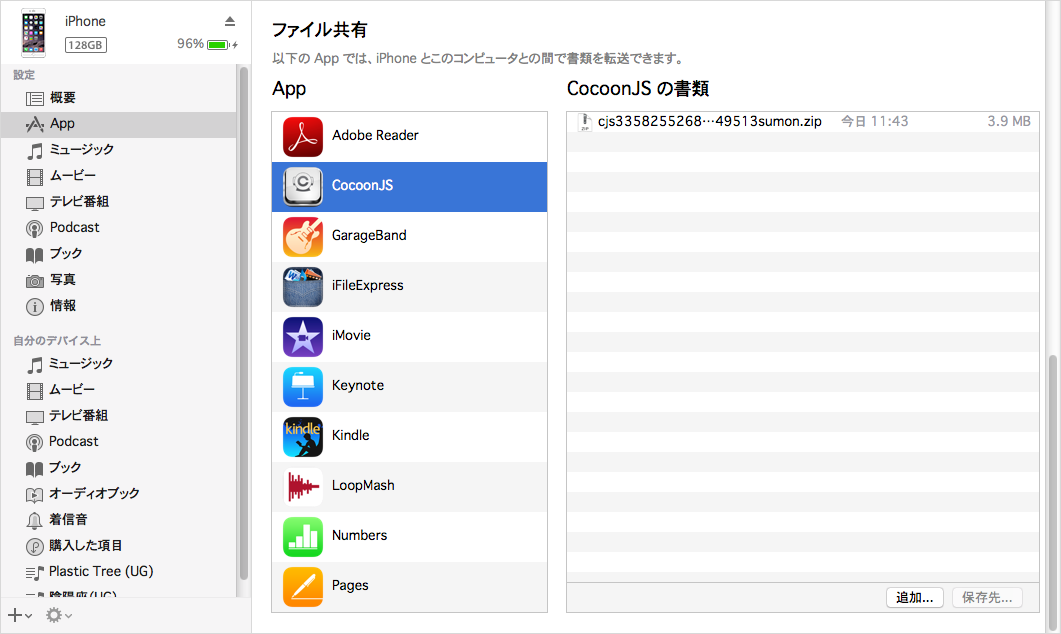 iPhone
128GB
96%
設定
概要
App
ミュージック
ムービー
テレビ番組
Podcast
ブック
写真
情報
自分のデバイス上
ミュージック
ムービー
テレビ番組
Podcast
ブック
オーディオブック
着信音
購入した項目
Plastic Tree (UG)
陰陽座(UG)
ファイル共有
以下の App では、iPhone とこのコンピュータとの間で書類を転送できます。
App
Adobe Reader
CocoonJS
GarageBand
iFileExpress
iMovie
Keynote
kindle
Kindle
LoopMash
Numbers
Pages
CocoonJS の書類
cjs3358255268…49513sumon.zip 今日 11:43 3.9 MB
追加...
保存先...